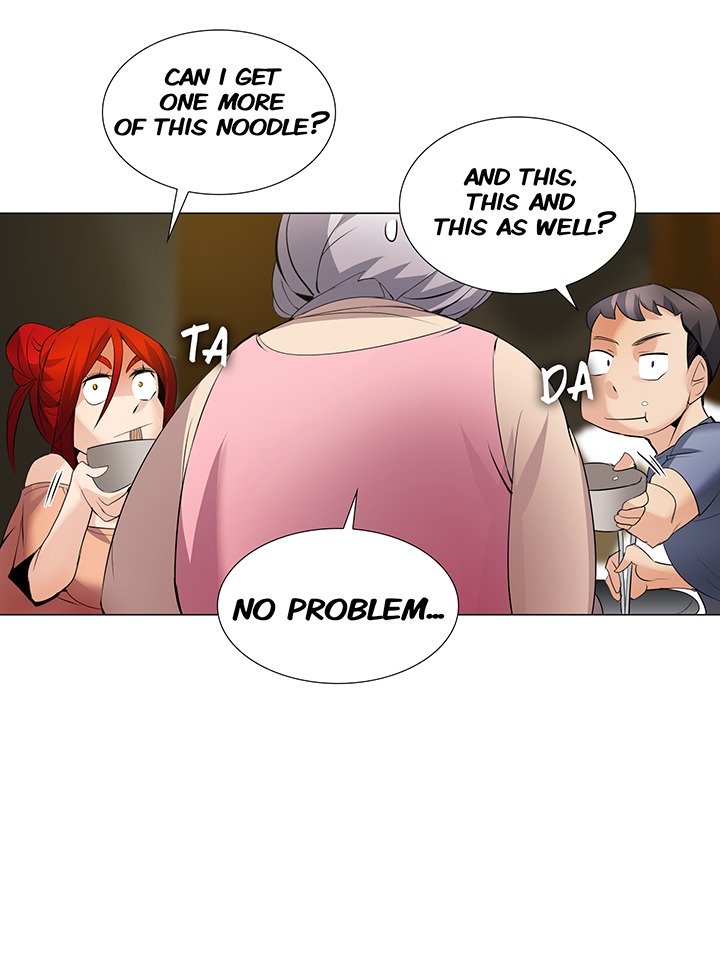 CAN I GET
ONE MORE
OF THIS NOODLE?
AND THIS,
THIS AND
THIS AS WELL?
TA
DA
NO PROBLEM...